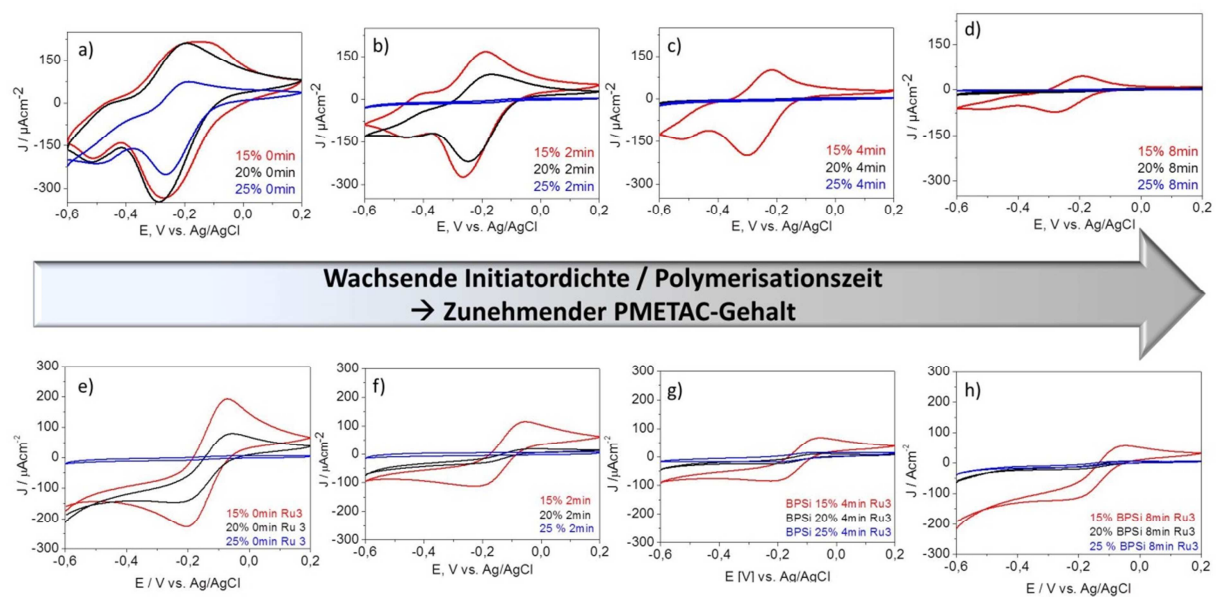 a)
J / µAcm-2
150
0
-150
-300
15% 0min
20% 0min
25% 0min
-0,6
-0,4
-0,2
0,0
0,2
E, V vs. Ag/AgCl
b)
J / µAcm-2
150
0
-150
-300
15% 2min
20% 2min
25% 2min
-0,6
-0,4
-0,2
0,0
0,2
E, V vs. Ag/AgCl
c)
J / µAcm-2
150
0
-150
-300
15% 4min
20% 4min
25% 4min
-0,6
-0,4
-0,2
0,0
0,2
E, V vs. Ag/AgCl
d)
J / µAcm-2
150
0
-150
-300
15% 8min
20% 8min
25% 8min
-0,6
-0,4
-0,2
0,0
0,2
E, V vs. Ag/AgCl
Wachsende Initiatordichte / Polymerisationszeit
→ Zunehmender PMETAC-Gehalt
e)
J / µAcm-2
300
200
100
0
-100
-200
-300
15% 0min Ru3
20% 0min Ru 3
25% 0min Ru 3
-0,6
-0,4
-0,2
0,0
0,2
E / V vs. Ag/AgCl
f)
J / µAcm-2
300
200
100
0
-100
-200
-300
15% 2min
20% 2min
25 % 2min
-0,6
-0,4
-0,2
0,0
0,2
E, V vs. Ag/AgCl
g)
J /µAcm-2
300
200
100
0
-100
-200
-300
BPSi 15% 4min Ru3
BPSi 20% 4min Ru3
BPSi 25% 4min Ru3
-0,6
-0,4
-0,2
0,0
0,2
E [V] vs. Ag/AgCl
h)
J / Acm-2
300
200
100
0
-100
-200
-300
15% BPSi 8min Ru3
20% BPSi 8min Ru3
25 % BPSi 8min Ru3
-0,6
-0,4
-0,2
0,0
0,2
E / V vs. Ag/AgCl